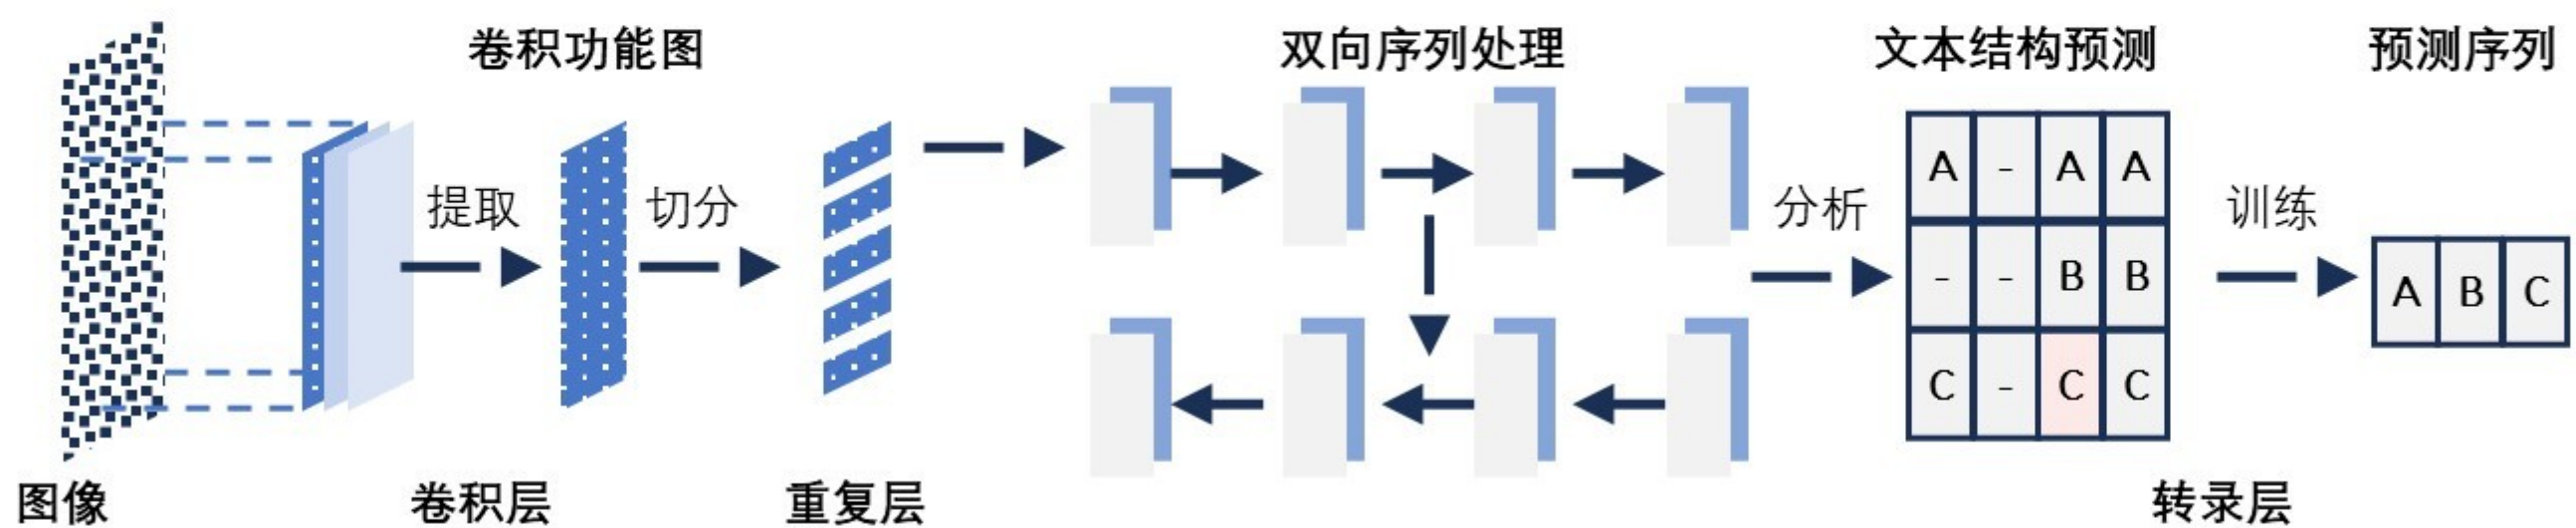 卷积功能图
双向序列处理
文本结构预测
预测序列
提取
切分
分析
训练
A - A A
- - B B
C - C C
A B C
图像
卷积层
重复层
转录层